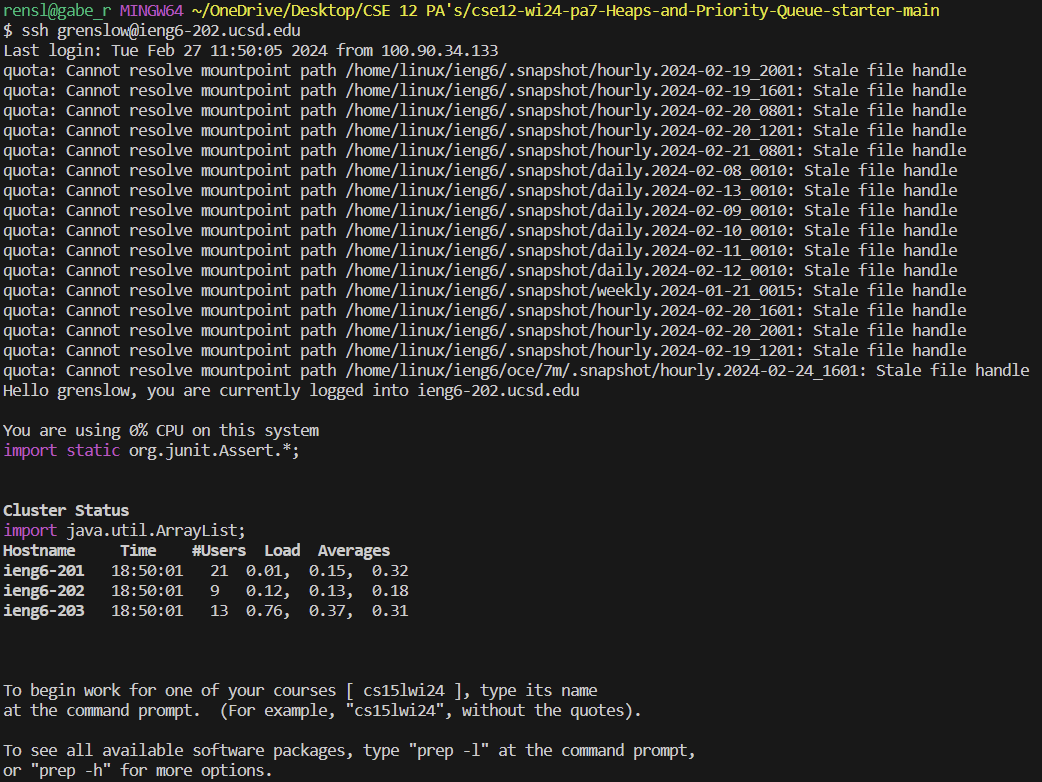 rensl@gabe_r MINGW64 ~/OneDrive/Desktop/CSE 12 PA's/cse12-wi24-pa7-Heaps-and-Priority-Queue-starter-main
$ ssh grenslow@ieng6-202.ucsd.edu
Last login: Tue Feb 27 11:50:05 2024 from 100.90.34.133
quota: Cannot resolve mountpoint path /home/linux/ieng6/.snapshot/hourly.2024-02-19_2001: Stale file handle
quota: Cannot resolve mountpoint path /home/linux/ieng6/.snapshot/hourly.2024-02-19_1601: Stale file handle
quota: Cannot resolve mountpoint path /home/linux/ieng6/.snapshot/hourly.2024-02-20_0801: Stale file handle
quota: Cannot resolve mountpoint path /home/linux/ieng6/.snapshot/hourly.2024-02-20_1201: Stale file handle
quota: Cannot resolve mountpoint path /home/linux/ieng6/.snapshot/hourly.2024-02-21_0801: Stale file handle
quota: Cannot resolve mountpoint path /home/linux/ieng6/.snapshot/daily.2024-02-08_0010: Stale file handle
quota: Cannot resolve mountpoint path /home/linux/ieng6/.snapshot/daily.2024-02-13_0010: Stale file handle
quota: Cannot resolve mountpoint path /home/linux/ieng6/.snapshot/daily.2024-02-09_0010: Stale file handle
quota: Cannot resolve mountpoint path /home/linux/ieng6/.snapshot/daily.2024-02-10_0010: Stale file handle
quota: Cannot resolve mountpoint path /home/linux/ieng6/.snapshot/daily.2024-02-11_0010: Stale file handle
quota: Cannot resolve mountpoint path /home/linux/ieng6/.snapshot/daily.2024-02-12_0010: Stale file handle
quota: Cannot resolve mountpoint path /home/linux/ieng6/.snapshot/weekly.2024-01-21_0015: Stale file handle
quota: Cannot resolve mountpoint path /home/linux/ieng6/.snapshot/hourly.2024-02-20_1601: Stale file handle
quota: Cannot resolve mountpoint path /home/linux/ieng6/.snapshot/hourly.2024-02-20_2001: Stale file handle
quota: Cannot resolve mountpoint path /home/linux/ieng6/.snapshot/hourly.2024-02-19_1201: Stale file handle
quota: Cannot resolve mountpoint path /home/linux/ieng6/oce/7m/.snapshot/hourly.2024-02-24_1601: Stale file handle
Hello grenslow, you are currently logged into ieng6-202.ucsd.edu

You are using 0% CPU on this system
import static org.junit.Assert.*;

Cluster Status
import java.util.ArrayList;
Hostname     Time    #Users  Load  Averages
ieng6-201   18:50:01   21  0.01,  0.15,  0.32
ieng6-202   18:50:01   9   0.12,  0.13,  0.18
ieng6-203   18:50:01   13  0.76,  0.37,  0.31

To begin work for one of your courses [ cs15lwi24 ], type its name
at the command prompt.  (For example, "cs15lwi24", without the quotes).

To see all available software packages, type "prep -l" at the command prompt,
or "prep -h" for more options.